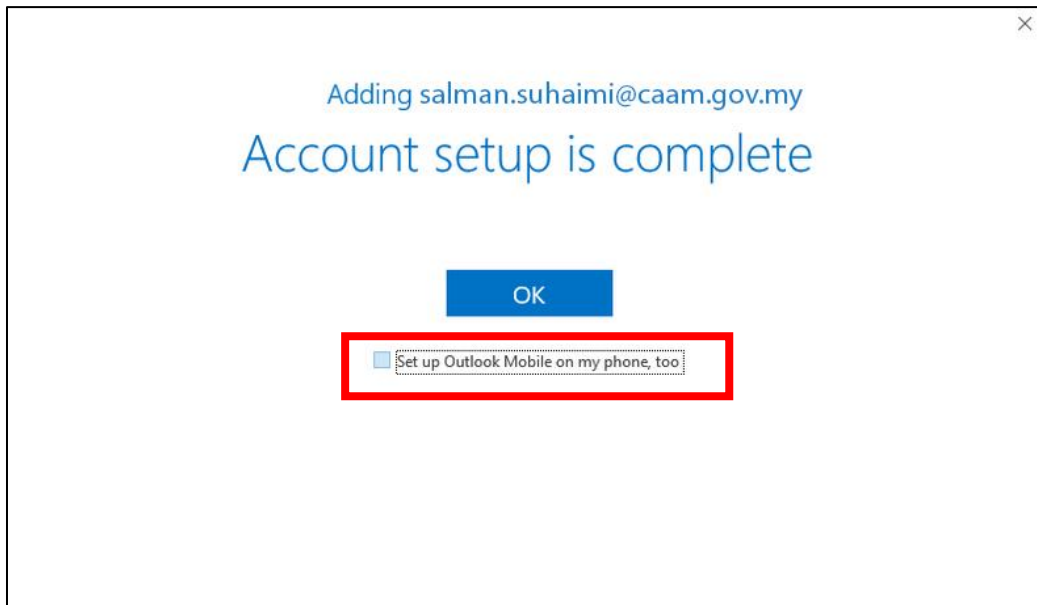 Adding salman.suhaimi@caam.gov.my
Account setup is complete
OK
Set up Outlook Mobile on my phone, too